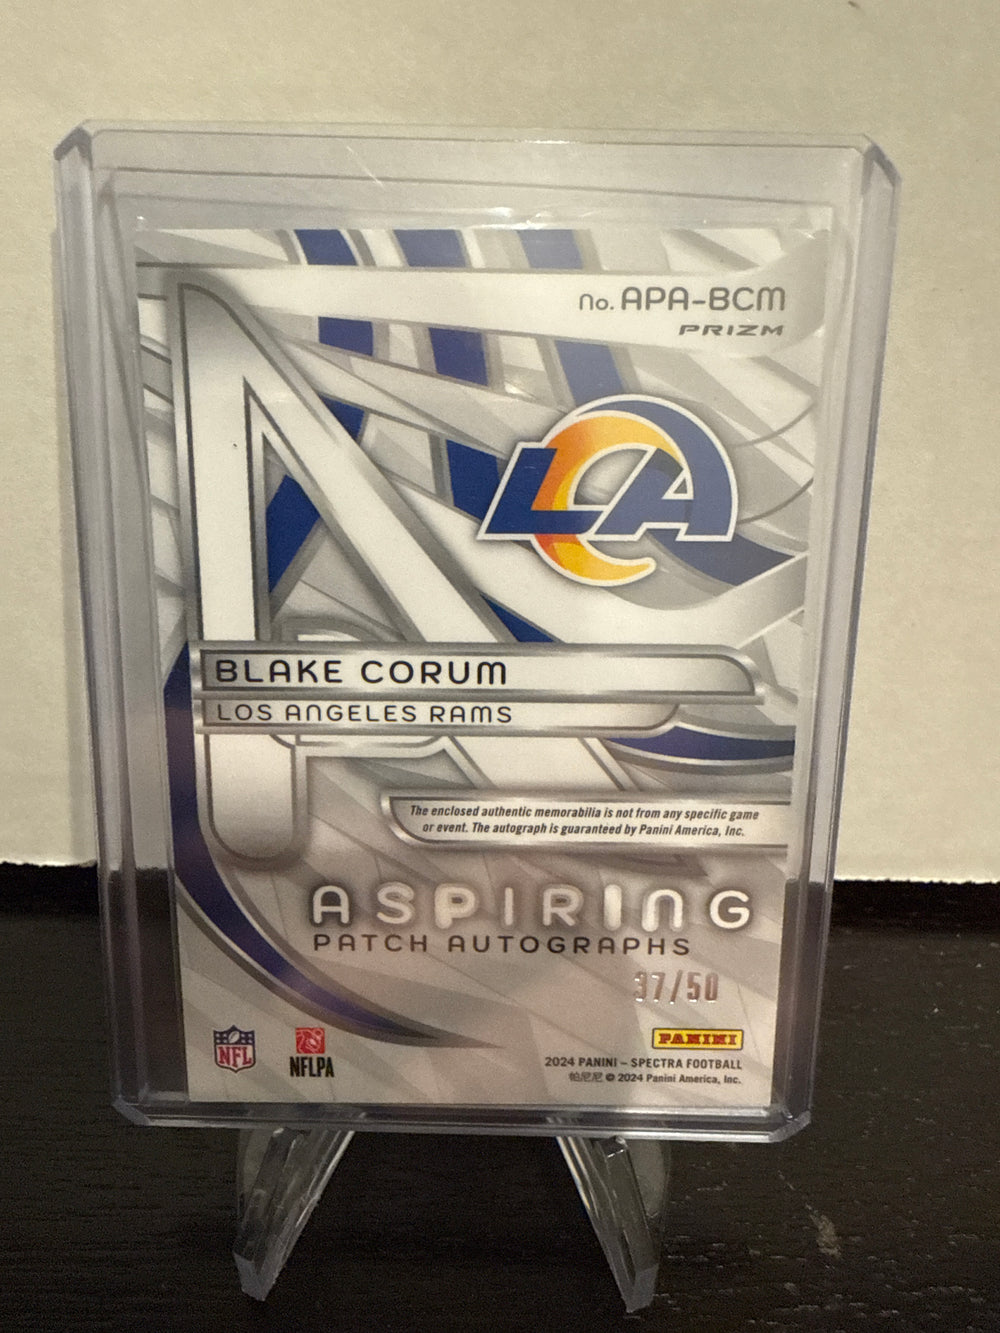 No. APA-BCM
PRIZM
LA
BLAKE CORUM
LOS ANGELES RAMS
The enclosed authentic memorabilia is not from any specific game
or event. The autograph is guaranteed by Panini America, Inc.
ASPIRING
PATCH AUTOGRAPHS
37/50
NFL
NFLPA
PANINI
2024 PANINI – SPECTRA FOOTBALL
帕尼尼 © 2024 Panini America, Inc.